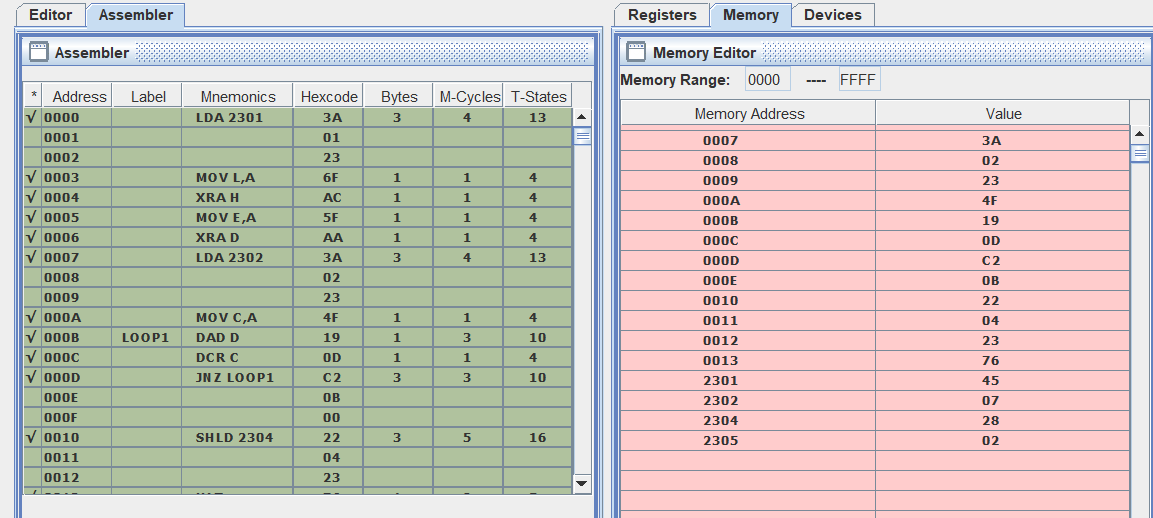 Editor Assembler
Assembler
* Address Label Mnemonics Hexcode Bytes M-Cycles T-States
√ 0000 LDA 2301 3A 3 4 13
0001 01
0002 23
√ 0003 MOV L,A 6F 1 1 4
√ 0004 XRA H AC 1 1 4
√ 0005 MOV E,A 5F 1 1 4
√ 0006 XRA D AA 1 1 4
√ 0007 LDA 2302 3A 3 4 13
0008 02
0009 23
√ 000A MOV C,A 4F 1 1 4
√ 000B LOOP1 DAD D 19 1 3 10
√ 000C DCR C 0D 1 1 4
√ 000D JNZ LOOP1 C2 3 3 10
000E 0B
000F 00
√ 0010 SHLD 2304 22 3 5 16
0011 04
0012 23
Registers Memory Devices
Memory Editor
Memory Range: 0000 ---- FFFF
Memory Address Value
0007 3A
0008 02
0009 23
000A 4F
000B 19
000C 0D
000D C2
000E 0B
0010 22
0011 04
0012 23
0013 76
2301 45
2302 07
2304 28
2305 02